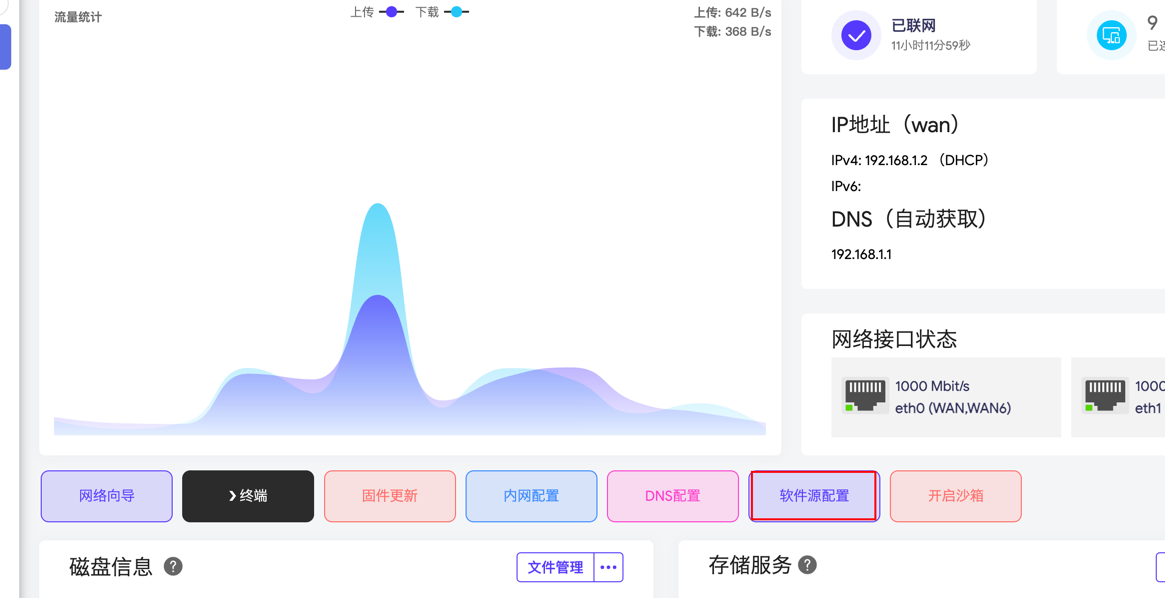 流量统计
上传
下载
上传: 642 B/s
下载: 368 B/s
已联网
11小时11分59秒
9
已连
IP地址（wan）
IPv4: 192.168.1.2 （DHCP）
IPv6:
DNS（自动获取）
192.168.1.1
网络接口状态
1000 Mbit/s
eth0 (WAN,WAN6)
1000
eth1
网络向导
❯终端
固件更新
内网配置
DNS配置
软件源配置
开启沙箱
磁盘信息 ?
文件管理 •••
存储服务 ?